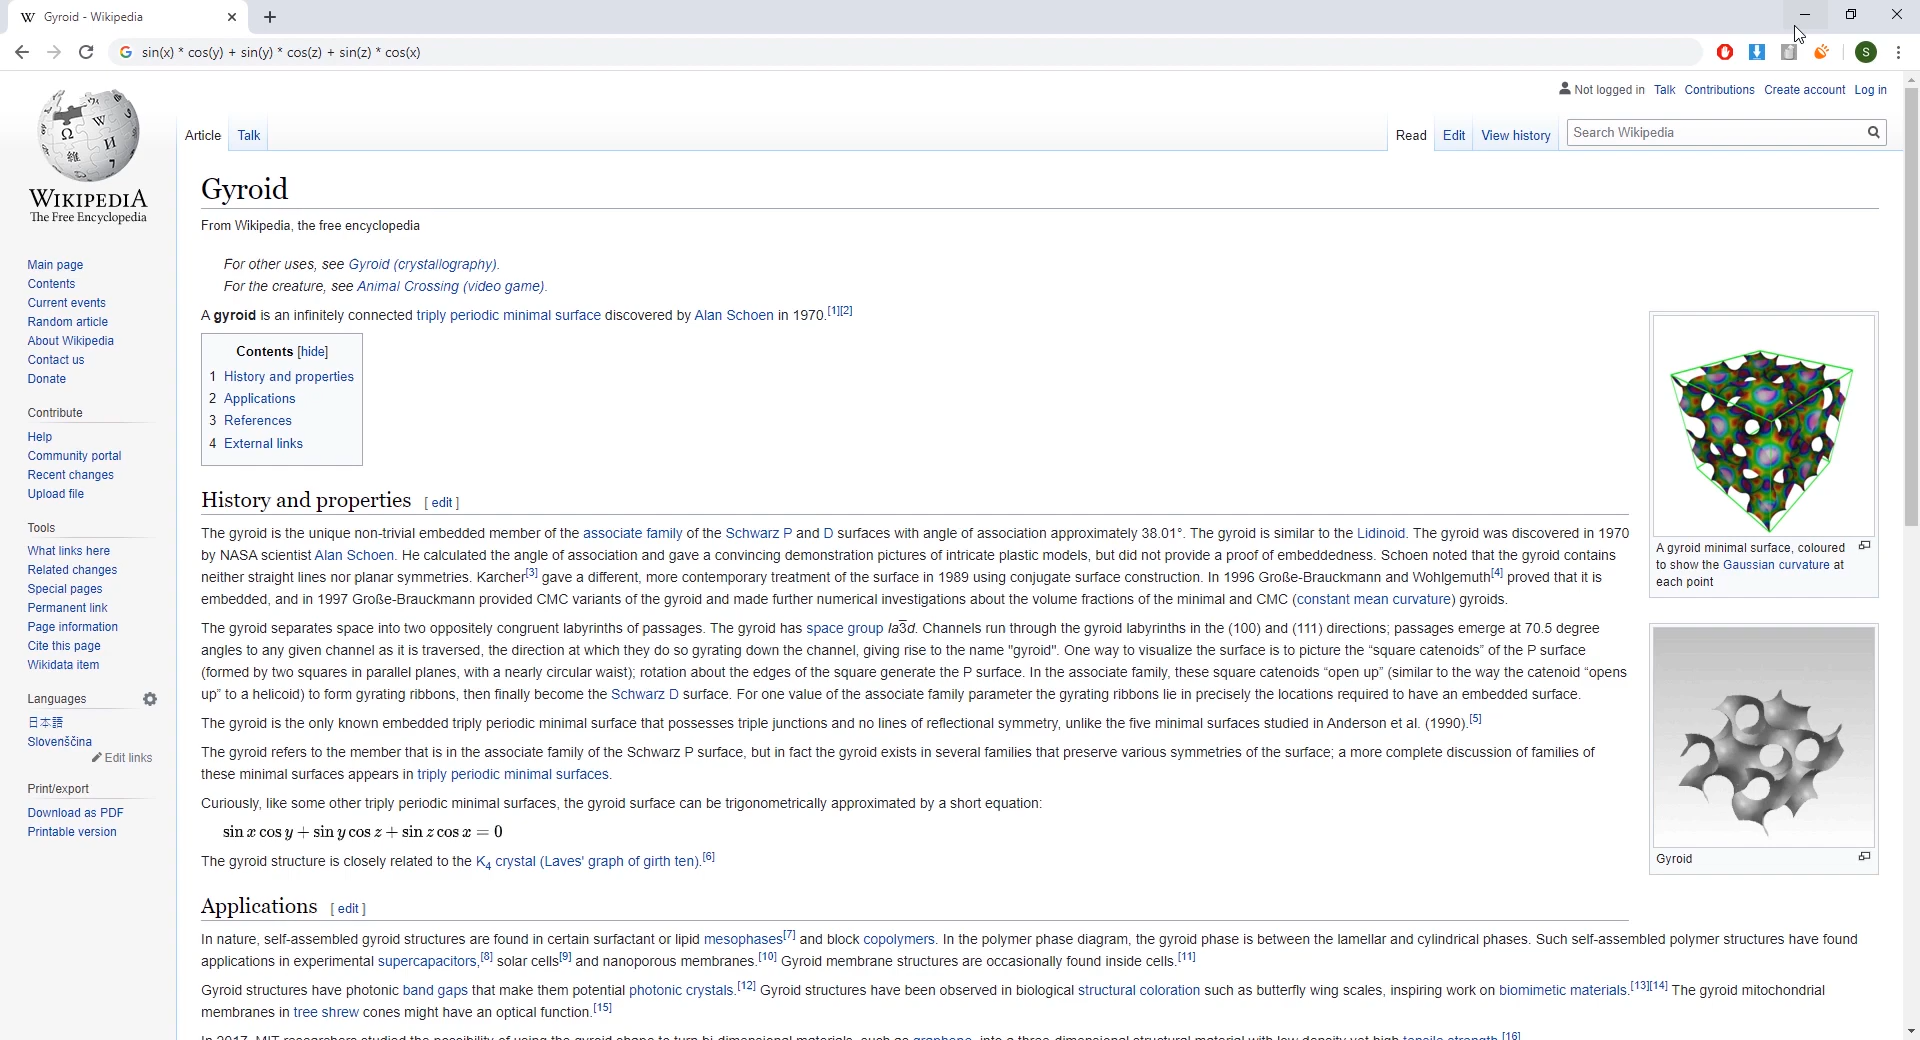 Gyroid - Wikipedia
sin(x) * cos(y) + sin(y) * cos(z) + sin(z) * cos(x)
S
Not logged in Talk Contributions Create account Log in
Article Talk Read Edit View history Search Wikipedia
WIKIPEDIA
The Free Encyclopedia
Main page
Contents
Current events
Random article
About Wikipedia
Contact us
Donate
Contribute
Help
Community portal
Recent changes
Upload file
Tools
What links here
Related changes
Special pages
Permanent link
Page information
Cite this page
Wikidata item
Languages
日本語
Slovenščina
Edit links
Print/export
Download as PDF
Printable version
Gyroid
From Wikipedia, the free encyclopedia
For other uses, see Gyroid (crystallography).
For the creature, see Animal Crossing (video game).
A gyroid is an infinitely connected triply periodic minimal surface discovered by Alan Schoen in 1970.[1][2]
Contents [hide]
1 History and properties
2 Applications
3 References
4 External links
A gyroid minimal surface, coloured
to show the Gaussian curvature at
each point
History and properties [ edit ]
The gyroid is the unique non-trivial embedded member of the associate family of the Schwarz P and D surfaces with angle of association approximately 38.01°. The gyroid is similar to the Lidinoid. The gyroid was discovered in 1970
by NASA scientist Alan Schoen. He calculated the angle of association and gave a convincing demonstration pictures of intricate plastic models, but did not provide a proof of embeddedness. Schoen noted that the gyroid contains
neither straight lines nor planar symmetries. Karcher[3] gave a different, more contemporary treatment of the surface in 1989 using conjugate surface construction. In 1996 Große-Brauckmann and Wohlgemuth[4] proved that it is
embedded, and in 1997 Große-Brauckmann provided CMC variants of the gyroid and made further numerical investigations about the volume fractions of the minimal and CMC (constant mean curvature) gyroids.
The gyroid separates space into two oppositely congruent labyrinths of passages. The gyroid has space group Ia3̅d. Channels run through the gyroid labyrinths in the (100) and (111) directions; passages emerge at 70.5 degree
angles to any given channel as it is traversed, the direction at which they do so gyrating down the channel, giving rise to the name "gyroid". One way to visualize the surface is to picture the "square catenoids" of the P surface
(formed by two squares in parallel planes, with a nearly circular waist); rotation about the edges of the square generate the P surface. In the associate family, these square catenoids "open up" (similar to the way the catenoid "opens
up" to a helicoid) to form gyrating ribbons, then finally become the Schwarz D surface. For one value of the associate family parameter the gyrating ribbons lie in precisely the locations required to have an embedded surface.
The gyroid is the only known embedded triply periodic minimal surface that possesses triple junctions and no lines of reflectional symmetry, unlike the five minimal surfaces studied in Anderson et al. (1990).[5]
The gyroid refers to the member that is in the associate family of the Schwarz P surface, but in fact the gyroid exists in several families that preserve various symmetries of the surface; a more complete discussion of families of
these minimal surfaces appears in triply periodic minimal surfaces.
Curiously, like some other triply periodic minimal surfaces, the gyroid surface can be trigonometrically approximated by a short equation:
sin x cos y + sin y cos z + sin z cos x = 0
The gyroid structure is closely related to the K4 crystal (Laves' graph of girth ten).[6]
Gyroid
Applications [ edit ]
In nature, self-assembled gyroid structures are found in certain surfactant or lipid mesophases[7] and block copolymers. In the polymer phase diagram, the gyroid phase is between the lamellar and cylindrical phases. Such self-assembled polymer structures have found
applications in experimental supercapacitors,[8] solar cells[9] and nanoporous membranes.[10] Gyroid membrane structures are occasionally found inside cells.[11]
Gyroid structures have photonic band gaps that make them potential photonic crystals.[12] Gyroid structures have been observed in biological structural coloration such as butterfly wing scales, inspiring work on biomimetic materials.[13][14] The gyroid mitochondrial
membranes in tree shrew cones might have an optical function.[15]
In 2017, MIT researchers studied the possibility of using the gyroid shape to turn bi-dimensional materials, such as graphene, into a three-dimensional structural material with low density, yet high tensile strength.[16]